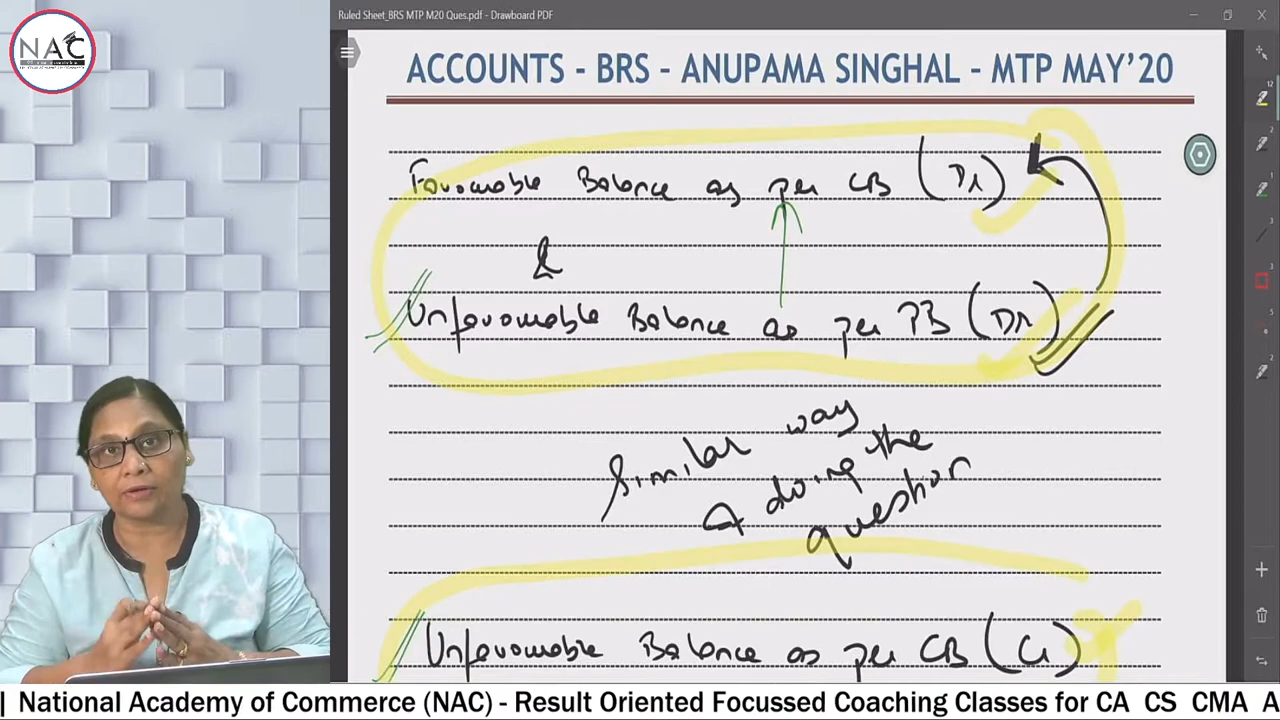 Ruled Sheet_BRS MTP M20 Ques.pdf - Drawboard PDF
NAC
ACCOUNTS - BRS - ANUPAMA SINGHAL - MTP MAY'20
Favourable Balance as per CB (Dr)
&
Unfavourable Balance as per PB (Dr)
Similar way
of doing the
question
Unfavourable Balance as per CB (Cr)
| National Academy of Commerce (NAC) - Result Oriented Focussed Coaching Classes for CA CS CMA A